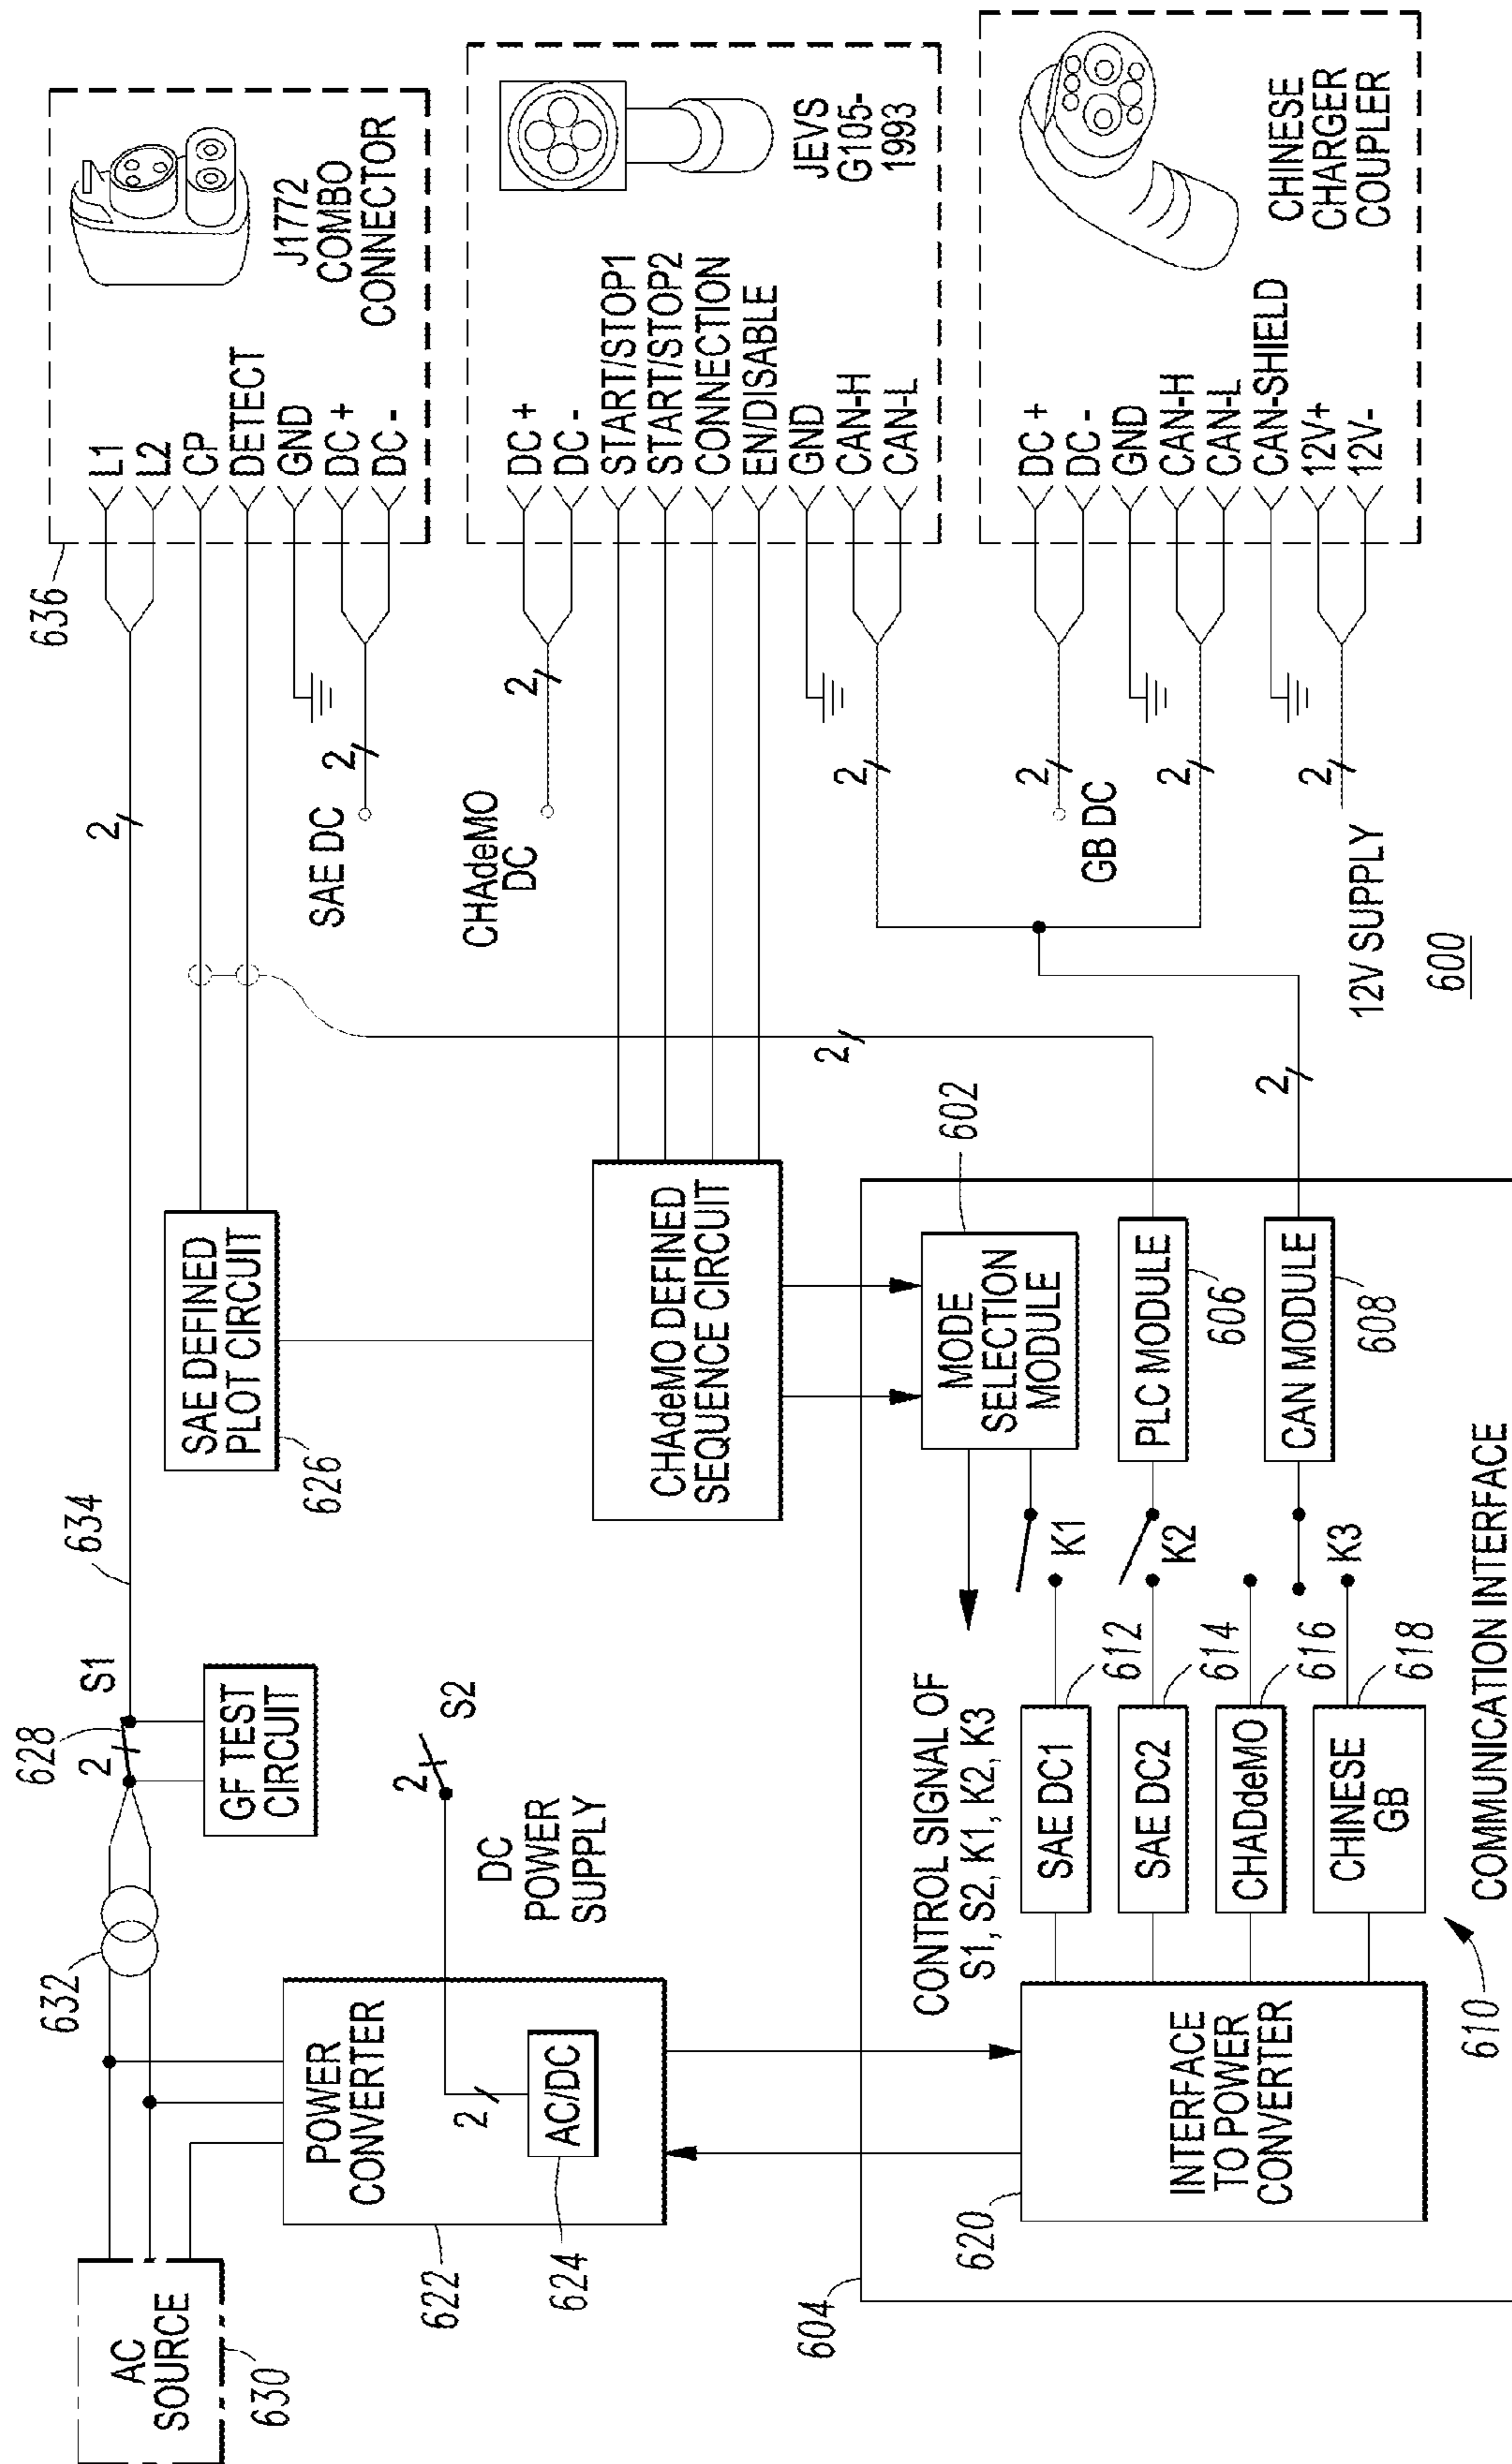 AC
SOURCE
630
632
628
2
S1
634
2
636
GF TEST
CIRCUIT
SAE DEFINED
PLOT CIRCUIT
626
L1
L2
CP
DETECT
GND
DC+
DC-
J1772
COMBO
CONNECTOR
SAE DC
2
POWER
CONVERTER
622
AC/DC
624
2
2
S2
DC
POWER
SUPPLY
CHAdeMO DEFINED
SEQUENCE CIRCUIT
CHAdeMO
DC
2
DC+
DC-
START/STOP1
START/STOP2
CONNECTION
EN/DISABLE
GND
CAN-H
CAN-L
JEVS
G105-
1993
2
2
604
CONTROL SIGNAL OF
S1, S2, K1, K2, K3
MODE
SELECTION
MODULE
602
INTERFACE
TO POWER
CONVERTER
620
SAE DC1
612
K1
SAE DC2
614
K2
PLC MODULE
606
CHADdeMO
616
K3
CAN MODULE
608
CHINESE
GB
618
610
COMMUNICATION INTERFACE
2
GB DC
2
2
2
12V SUPPLY
DC+
DC-
GND
CAN-H
CAN-L
CAN-SHIELD
12V+
12V-
CHINESE
CHARGER
COUPLER
600